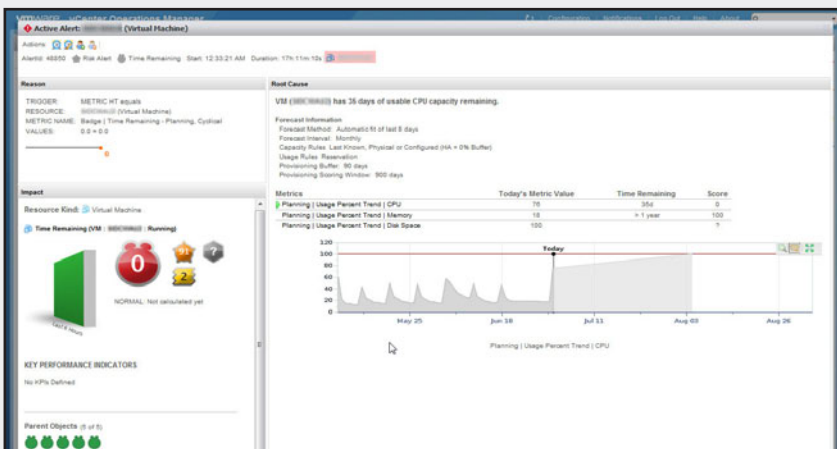 vmware vCenter Operations Manager
Configuration Notifications Log Out Help About
Active Alert: (Virtual Machine)
Actions:
AlertId: 46850 Risk Alert Time Remaining Start: 12:33:21 AM Duration: 17h:11m:10s
Reason
TRIGGER: METRIC HT equals
RESOURCE: (Virtual Machine)
METRIC NAME: Badge | Time Remaining - Planning, Cyclical
VALUES: 0.0 = 0.0
0
Root Cause
VM ( ) has 35 days of usable CPU capacity remaining.
Forecast Information
Forecast Method: Automatic fit of last 8 days
Forecast Interval: Monthly
Capacity Rules: Last Known, Physical or Configured (HA + 0% Buffer)
Usage Rules: Reservation
Provisioning Buffer: 90 days
Provisioning Scoring Window: 900 days
Metrics Today's Metric Value Time Remaining Score
Planning | Usage Percent Trend | CPU 76 35d 0
Planning | Usage Percent Trend | Memory 18 > 1 year 100
Planning | Usage Percent Trend | Disk Space 100 ?
120
100
80
60
40
20
0
Today
May 25 Jun 18 Jul 11 Aug 03 Aug 26
Planning | Usage Percent Trend | CPU
Impact
Resource Kind: Virtual Machine
Time Remaining (VM : : Running)
0
91
?
2
NORMAL: Not calculated yet
Last 6 Hours
KEY PERFORMANCE INDICATORS
No KPIs Defined
Parent Objects (5 of 5)